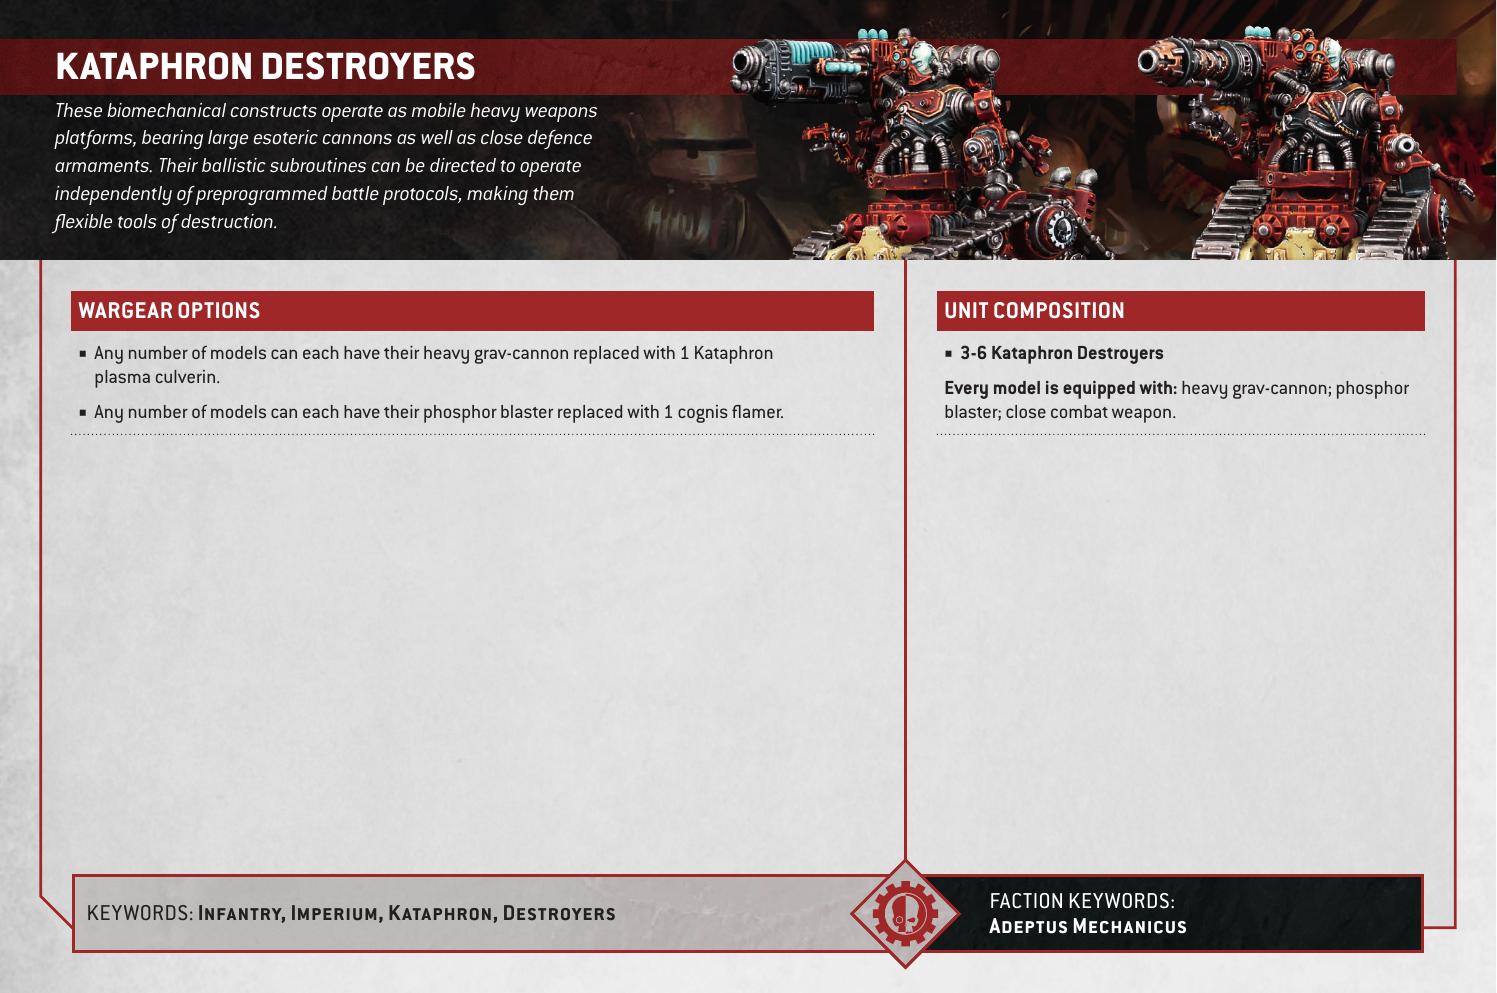 KATAPHRON DESTROYERS
These biomechanical constructs operate as mobile heavy weapons
platforms, bearing large esoteric cannons as well as close defence
armaments. Their ballistic subroutines can be directed to operate
independently of preprogrammed battle protocols, making them
flexible tools of destruction.
WARGEAR OPTIONS
▪ Any number of models can each have their heavy grav-cannon replaced with 1 Kataphron
plasma culverin.
▪ Any number of models can each have their phosphor blaster replaced with 1 cognis flamer.
UNIT COMPOSITION
▪ 3-6 Kataphron Destroyers
Every model is equipped with: heavy grav-cannon; phosphor
blaster; close combat weapon.
KEYWORDS: Infantry, Imperium, Kataphron, Destroyers
FACTION KEYWORDS:
Adeptus Mechanicus